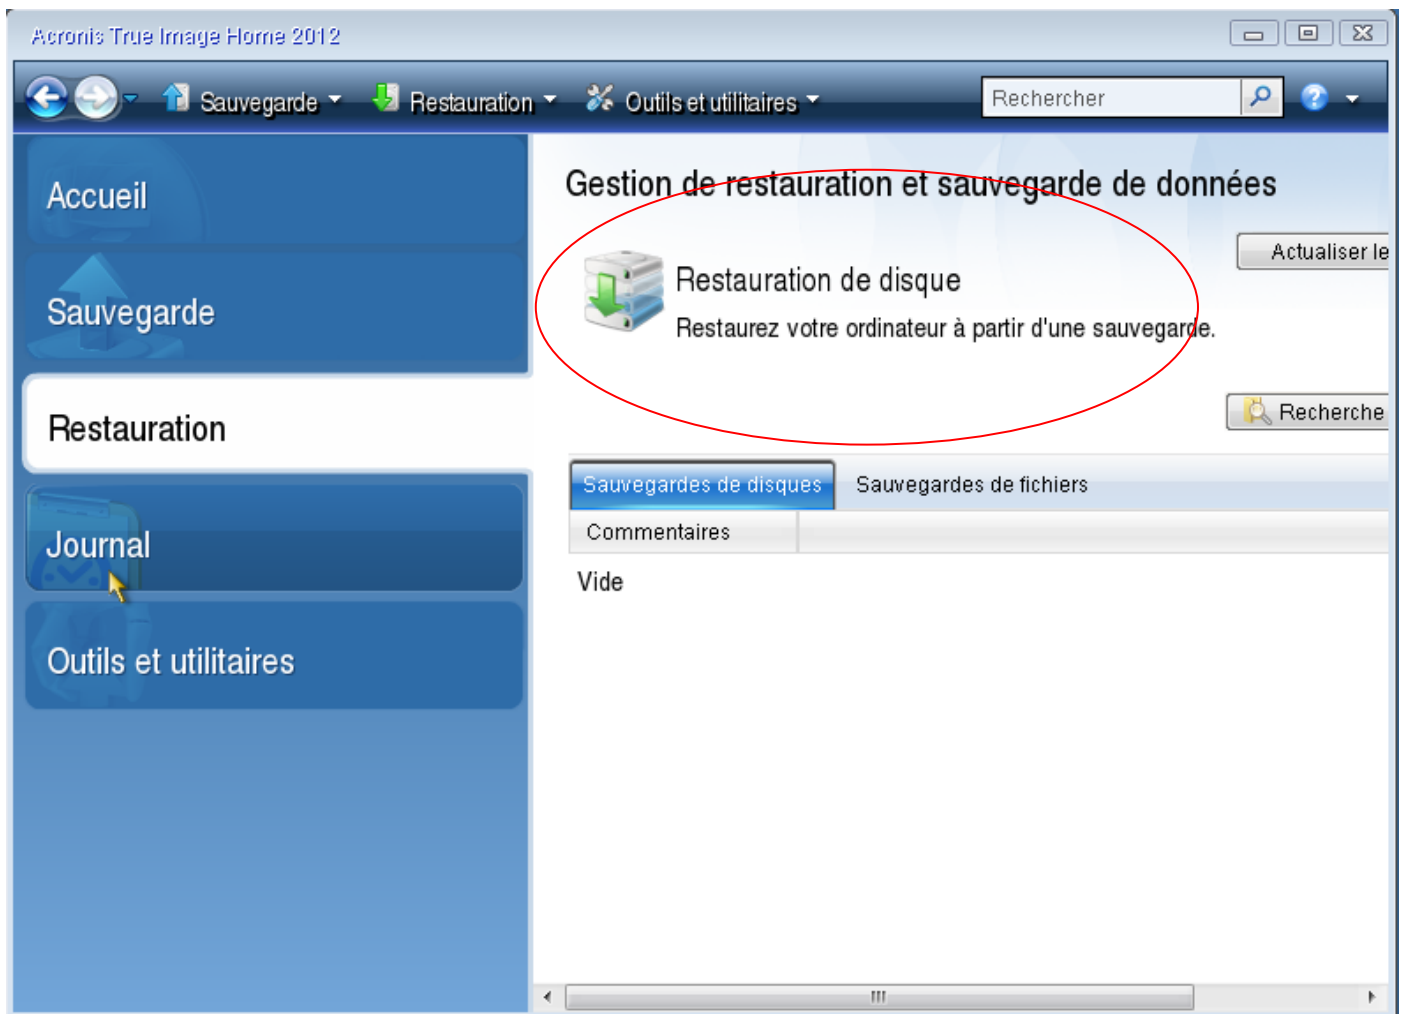 Acronis True Image Home 2012
Sauvegarde Restauration Outils et utilitaires Rechercher
Accueil
Sauvegarde
Restauration
Journal
Outils et utilitaires
Gestion de restauration et sauvegarde de données
Actualiser le
Restauration de disque
Restaurez votre ordinateur à partir d'une sauvegarde.
Recherche
Sauvegardes de disques Sauvegardes de fichiers
Commentaires
Vide